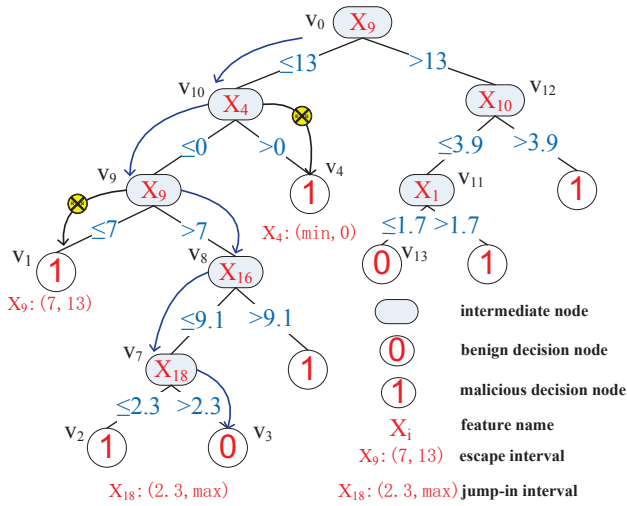 v0 X9
≤13 >13
v10 X4 X10 v12
≤0 >0 ≤3.9 >3.9
v9 X9 1 v4 X1 v11 1
≤7 >7 X4:(min,0) ≤1.7 >1.7
v1 1 v8 X16 0 v13 1
X9:(7,13)
≤9.1 >9.1 intermediate node
v7 X18 1 0 benign decision node
≤2.3 >2.3 1 malicious decision node
v2 1 0 v3 Xi feature name
X9:(7,13) escape interval
X18:(2.3,max) X18:(2.3,max) jump-in interval